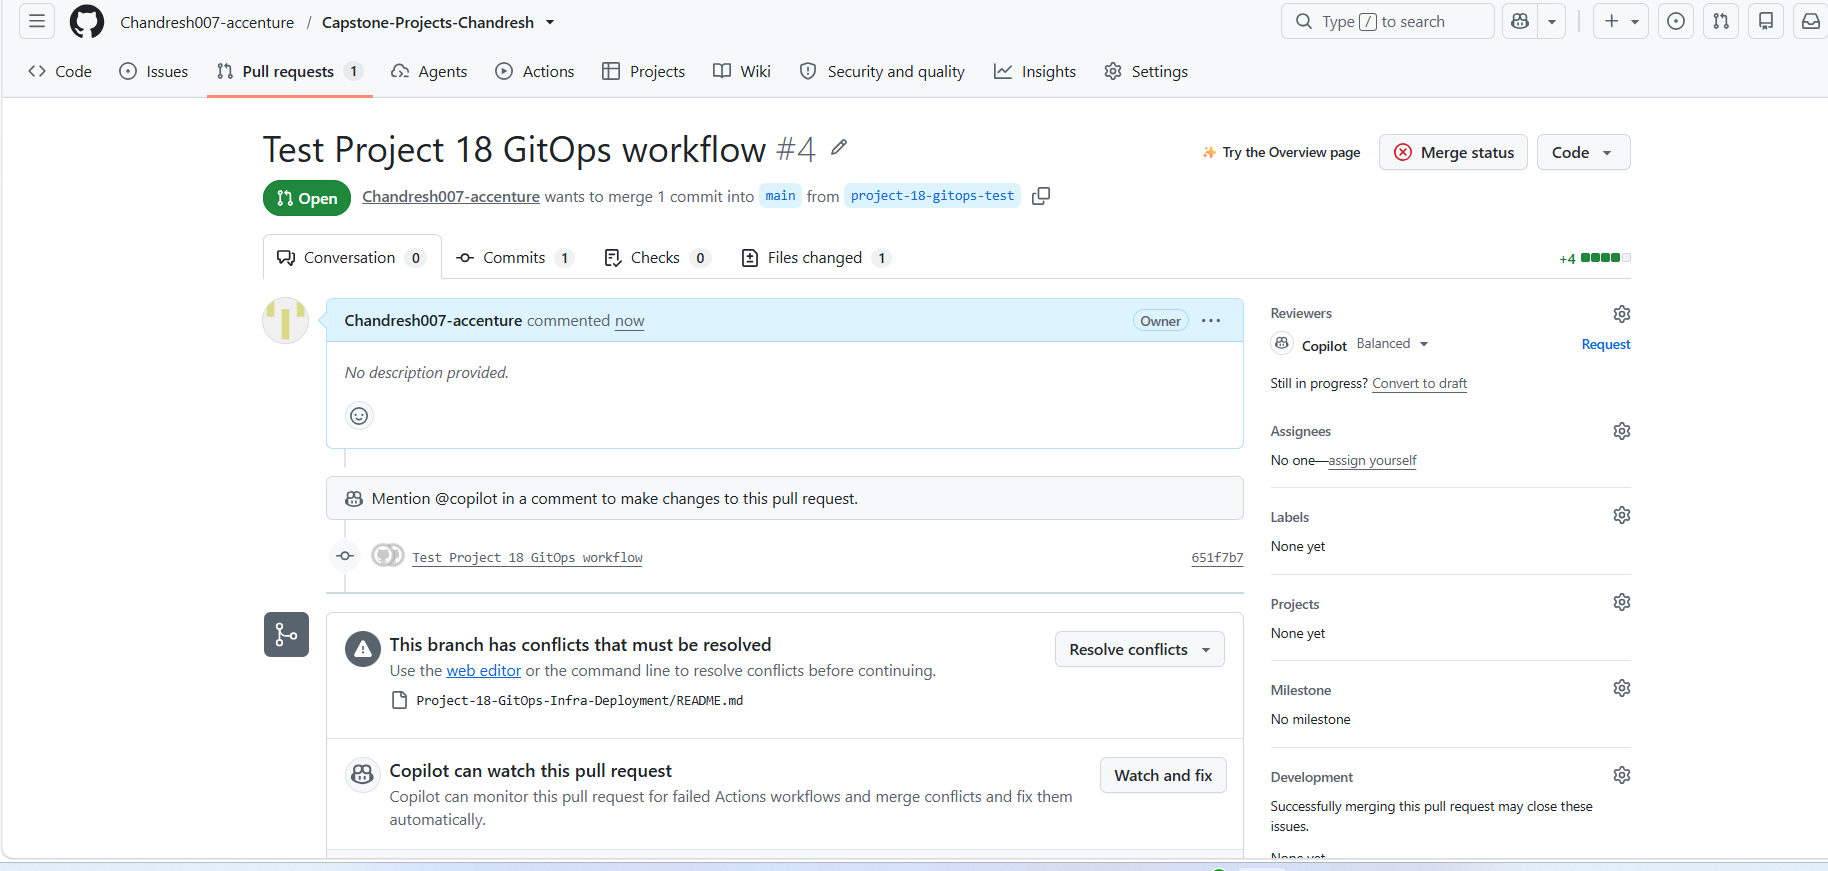 Chandresh007-accenture / Capstone-Projects-Chandresh
Type / to search
Code
Issues
Pull requests 1
Agents
Actions
Projects
Wiki
Security and quality
Insights
Settings
Test Project 18 GitOps workflow #4
Try the Overview page
Merge status
Code
Open
Chandresh007-accenture wants to merge 1 commit into main from project-18-gitops-test
Conversation 0
Commits 1
Checks 0
Files changed 1
+4
Chandresh007-accenture commented now
Owner
No description provided.
Mention @copilot in a comment to make changes to this pull request.
Test Project 18 GitOps workflow
651f7b7
This branch has conflicts that must be resolved
Use the web editor or the command line to resolve conflicts before continuing.
Project-18-GitOps-Infra-Deployment/README.md
Resolve conflicts
Copilot can watch this pull request
Copilot can monitor this pull request for failed Actions workflows and merge conflicts and fix them
automatically.
Watch and fix
Reviewers
Copilot Balanced
Request
Still in progress? Convert to draft
Assignees
No one—assign yourself
Labels
None yet
Projects
None yet
Milestone
No milestone
Development
Successfully merging this pull request may close these
issues.
None yet